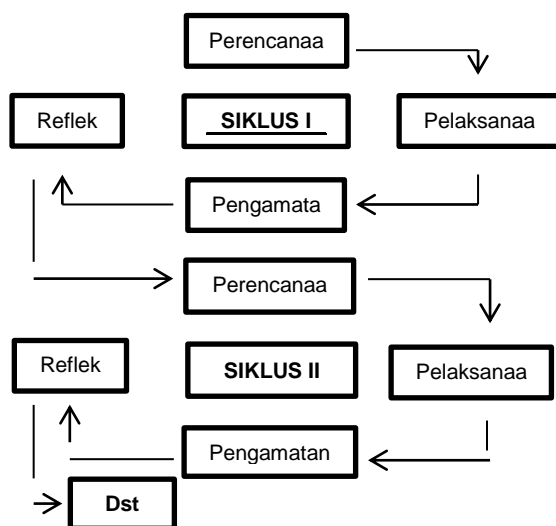 Perencanaa
Reflek
SIKLUS I
Pelaksanaa
Pengamata
Perencanaa
Reflek
SIKLUS II
Pelaksanaa
Pengamatan
Dst